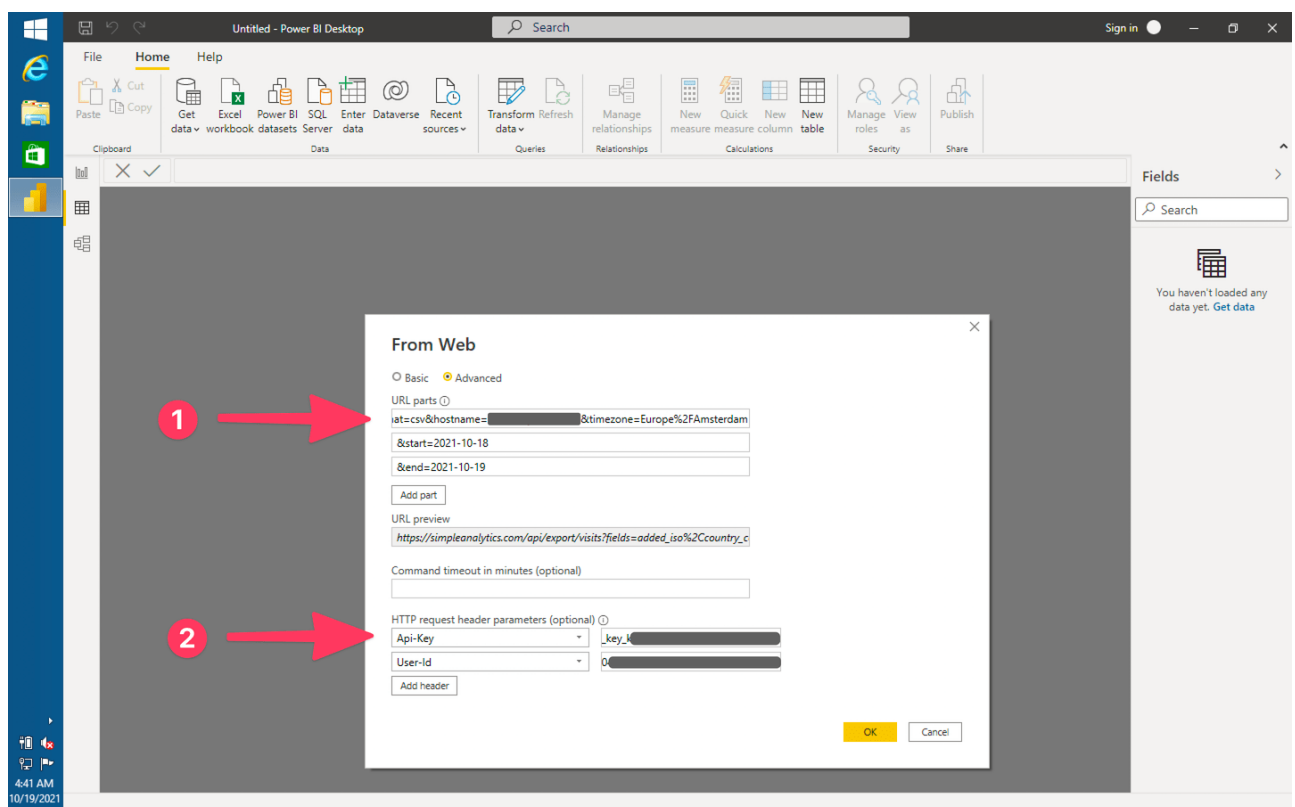 Untitled - Power BI Desktop
Search
Sign in
File Home Help
Paste
Cut
Copy
Get data
Excel workbook
Power BI datasets
SQL Server
Enter data
Dataverse
Recent sources
Transform data
Refresh
Manage relationships
New measure
Quick measure
New column
New table
Manage roles
View as
Publish
Clipboard
Data
Queries
Relationships
Calculations
Security
Share
Fields
Search
You haven't loaded any
data yet. Get data
From Web
Basic Advanced
URL parts
1
at=csv&hostname= &timezone=Europe%2FAmsterdam
&start=2021-10-18
&end=2021-10-19
Add part
URL preview
https://simpleanalytics.com/api/export/visits?fields=added_iso%2Ccountry_c
Command timeout in minutes (optional)
HTTP request header parameters (optional)
2
Api-Key _key_k
User-Id 0
Add header
OK Cancel
4:41 AM
10/19/2021